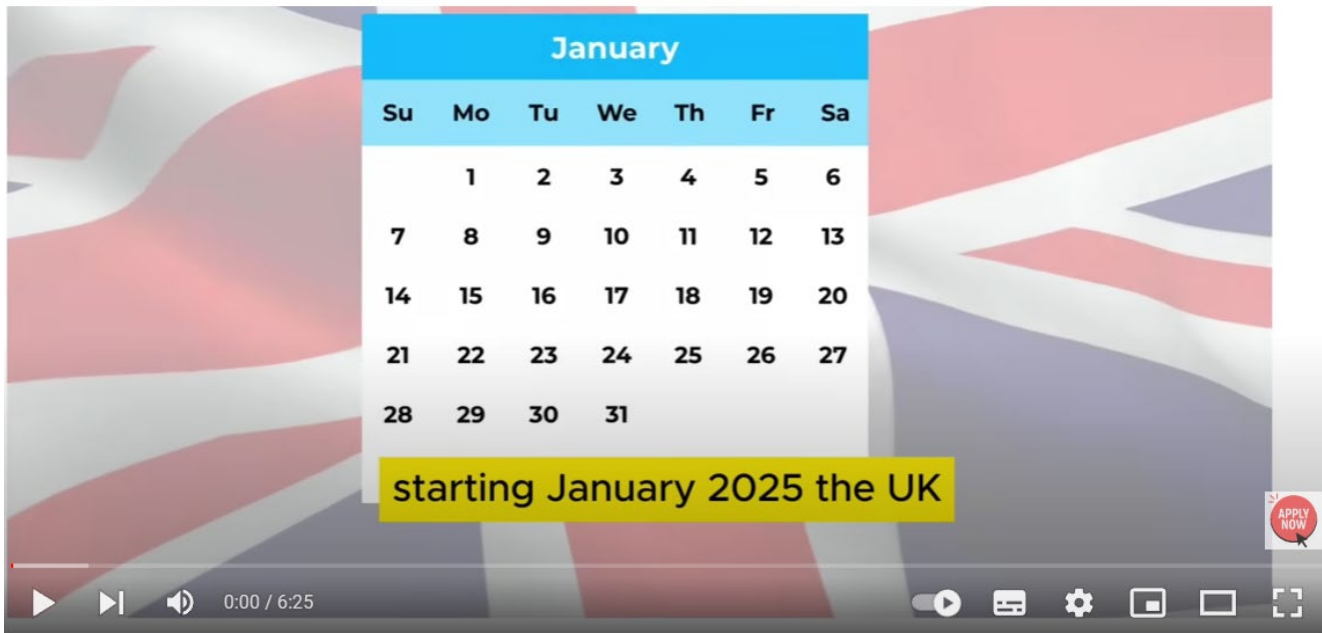 January
Su Mo Tu We Th Fr Sa
1 2 3 4 5 6
7 8 9 10 11 12 13
14 15 16 17 18 19 20
21 22 23 24 25 26 27
28 29 30 31
starting January 2025 the UK
APPLY
NOW
0:00 / 6:25